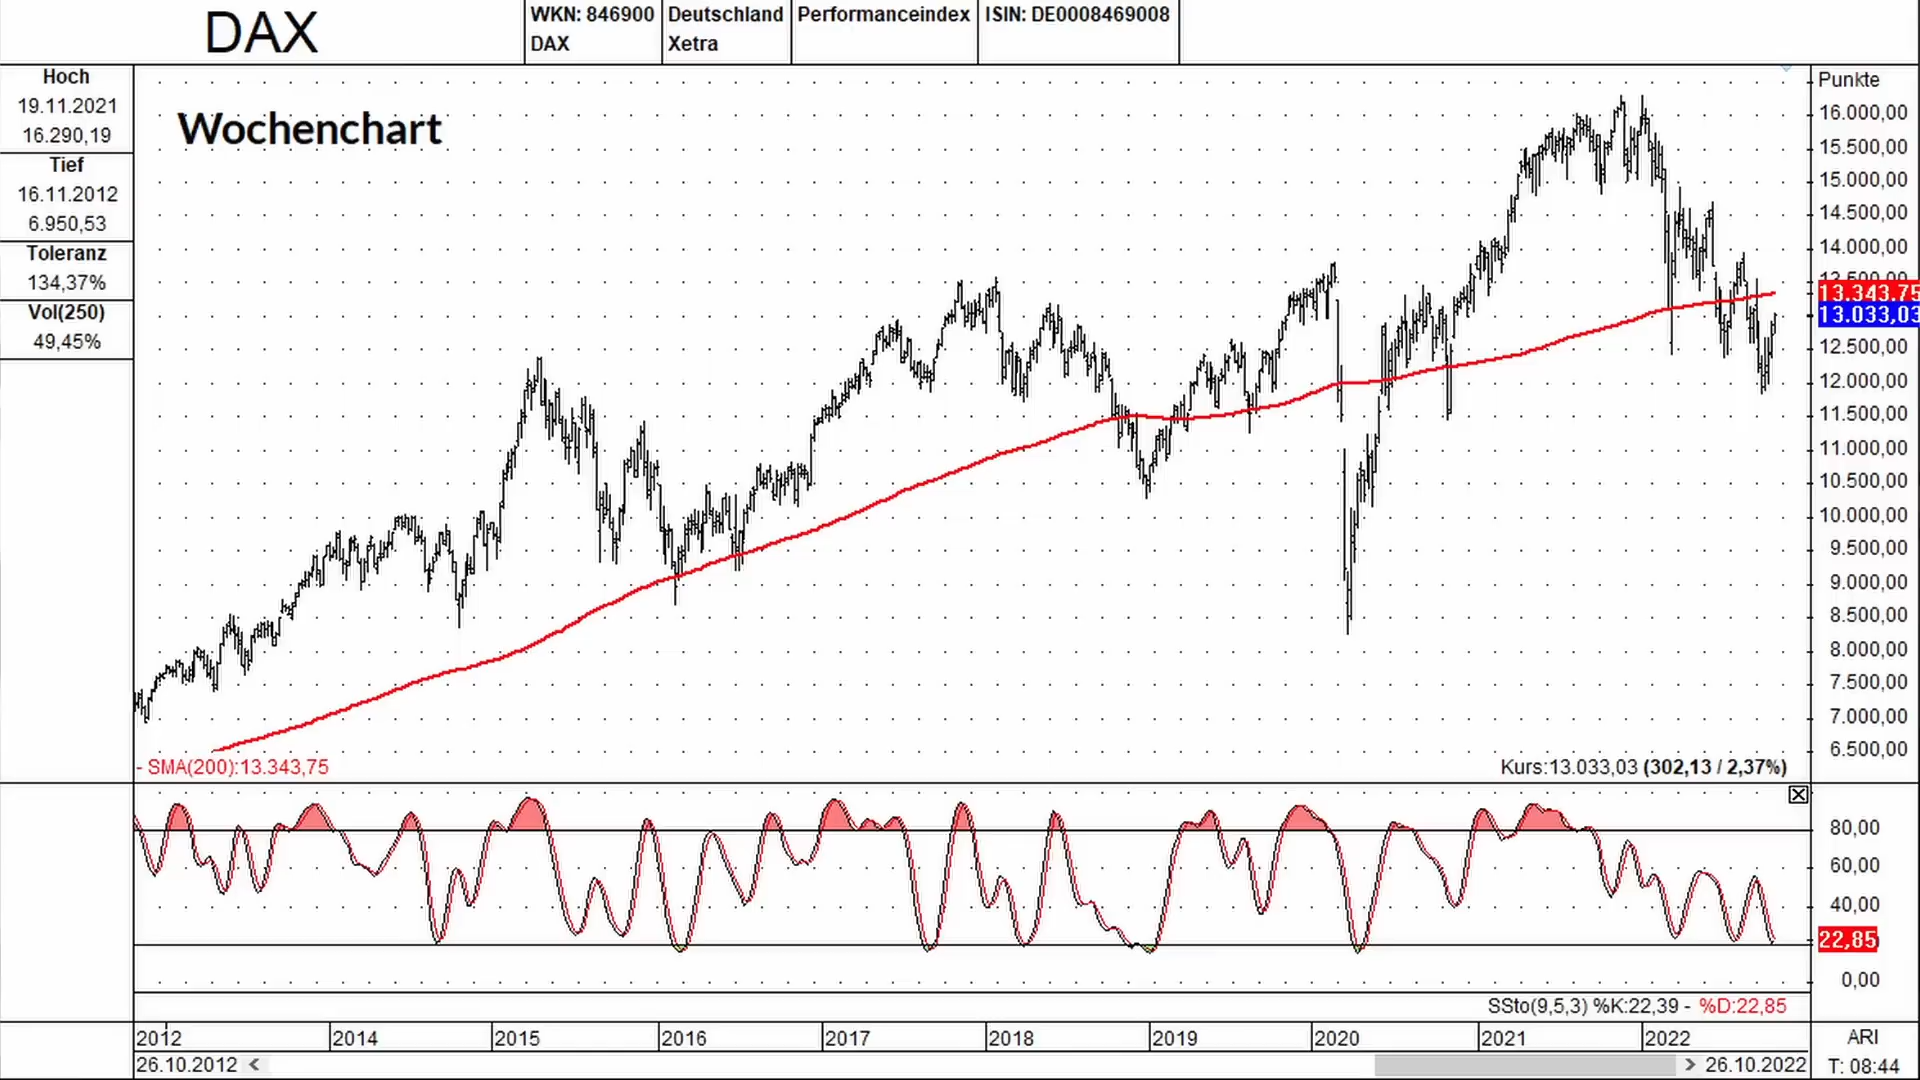 DAX
WKN: 846900
DAX
Deutschland
Xetra
Performanceindex
ISIN: DE0008469008
Hoch
19.11.2021
16.290,19
Tief
16.11.2012
6.950,53
Toleranz
134,37%
Vol(250)
49,45%
Wochenchart
Punkte
16.000,00
15.500,00
15.000,00
14.500,00
14.000,00
13.500,00
13.343,75
13.033,03
12.500,00
12.000,00
11.500,00
11.000,00
10.500,00
10.000,00
9.500,00
9.000,00
8.500,00
8.000,00
7.500,00
7.000,00
6.500,00
- SMA(200):13.343,75
Kurs:13.033,03 (302,13 / 2,37%)
80,00
60,00
40,00
22,85
0,00
SSto(9,5,3) %K:22,39 - %D:22,85
2012 2014 2015 2016 2017 2018 2019 2020 2021 2022
ARI
26.10.2012 < > 26.10.2022
T: 08:44